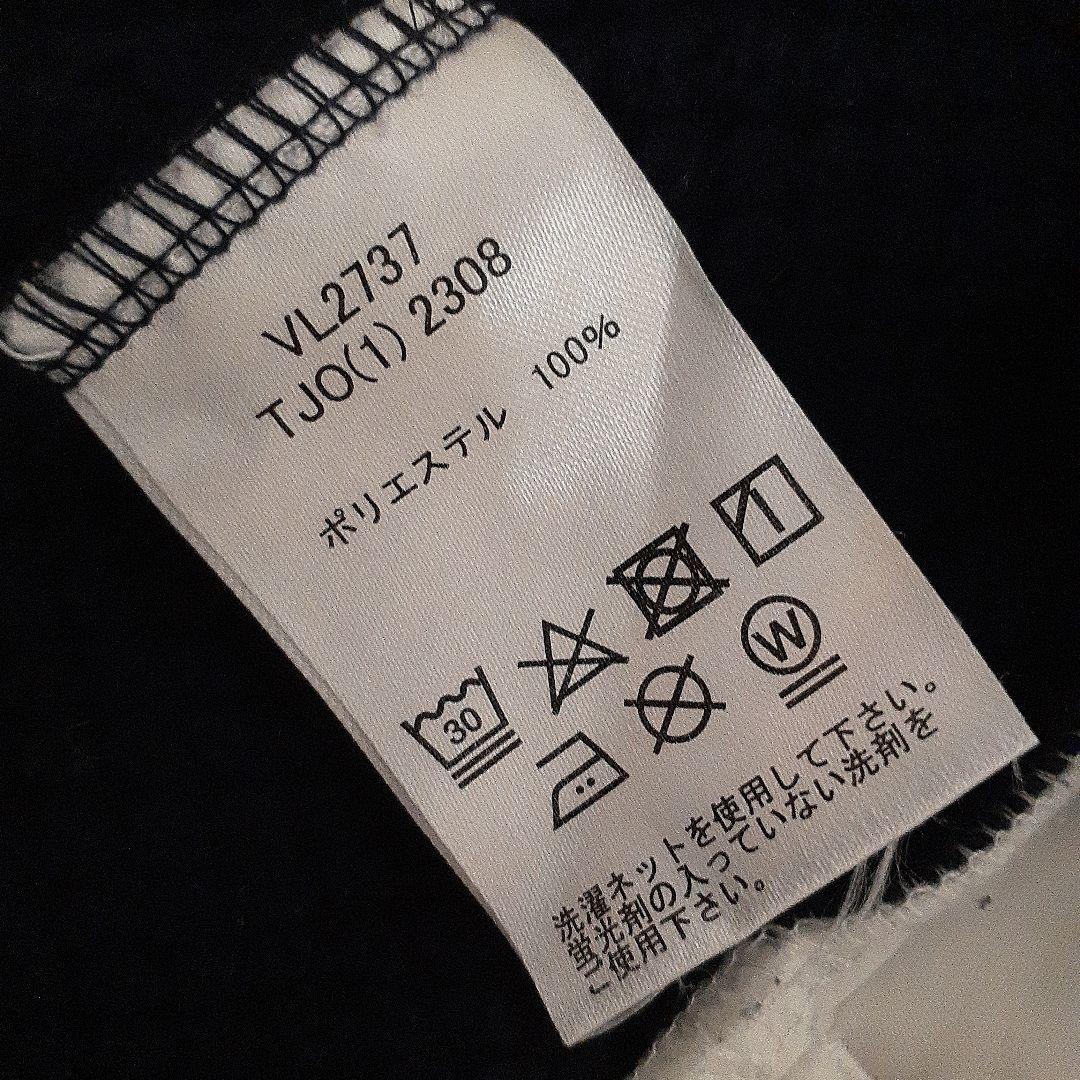 VL2737
TJO(1) 2308
ポリエステル 100%
30
W
洗濯ネットを使用して下さい。
蛍光剤の入っていない洗剤を
ご使用下さい。